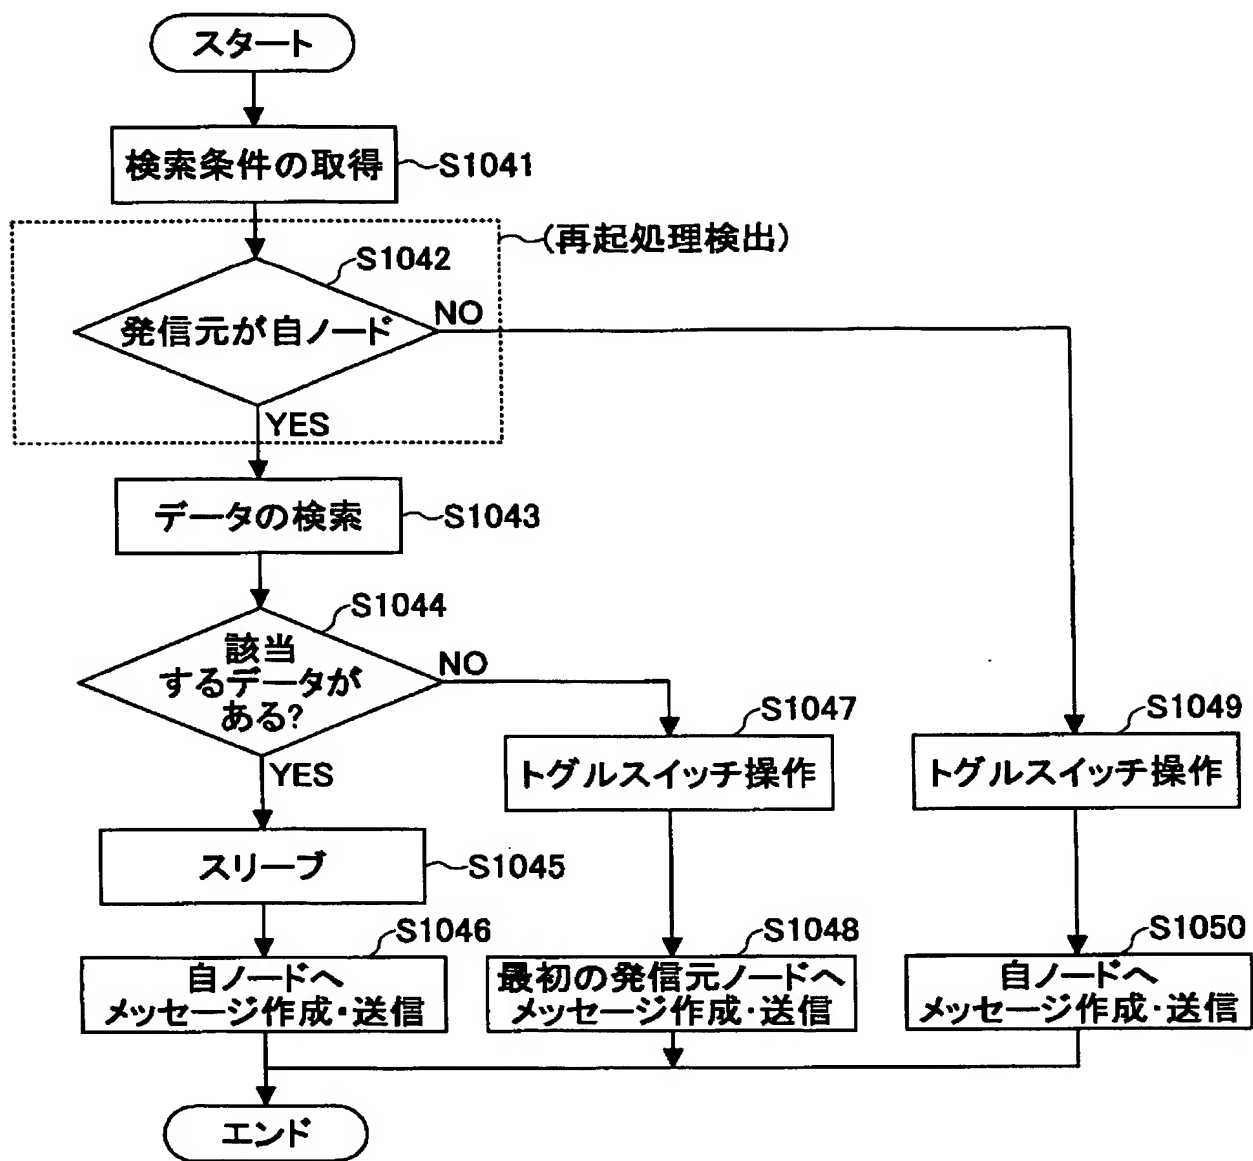 スタート
検索条件の取得
S1041
(再起処理検出)
S1042
発信元が自ノード
NO
YES
データの検索
S1043
S1044
該当
するデータが
ある?
NO
YES
S1047
トグルスイッチ操作
S1049
トグルスイッチ操作
スリーブ
S1045
S1046
自ノードへ
メッセージ作成・送信
S1048
最初の発信元ノードへ
メッセージ作成・送信
S1050
自ノードへ
メッセージ作成・送信
エンド